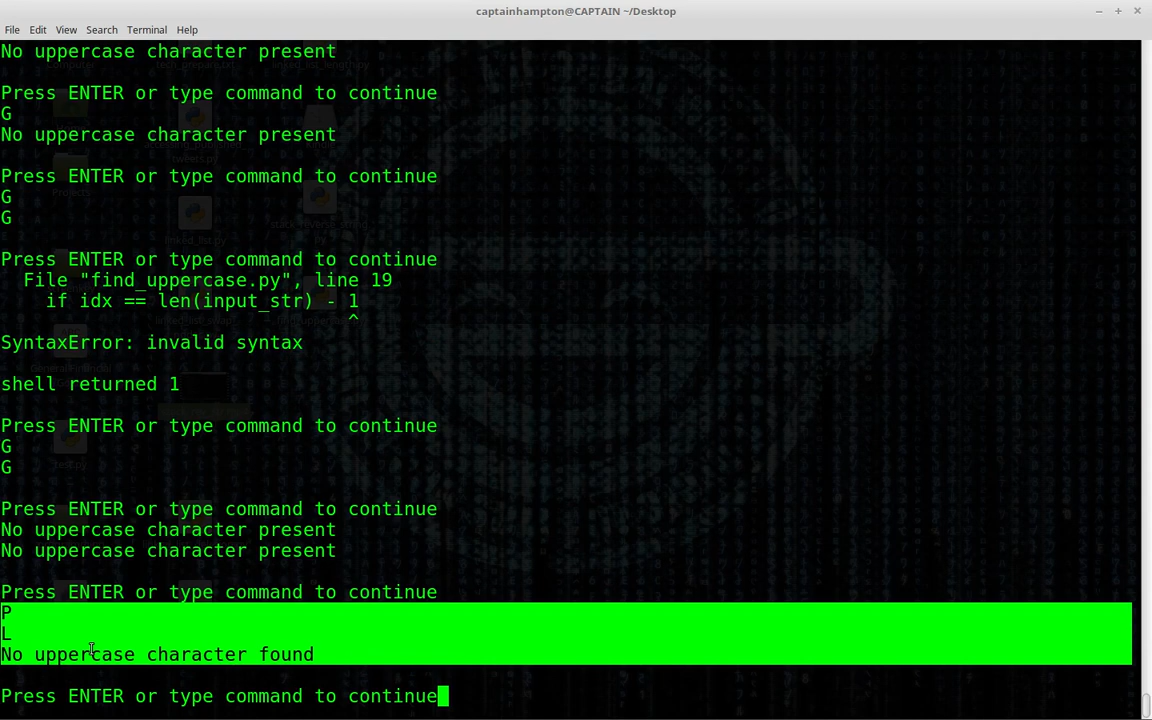 captainhampton@CAPTAIN ~/Desktop
File Edit View Search Terminal Help
No uppercase character present
Press ENTER or type command to continue
G
No uppercase character present
Press ENTER or type command to continue
G
G
Press ENTER or type command to continue
File "find_uppercase.py", line 19
if idx == len(input_str) - 1
^
SyntaxError: invalid syntax
shell returned 1
Press ENTER or type command to continue
G
G
Press ENTER or type command to continue
No uppercase character present
No uppercase character present
Press ENTER or type command to continue
P
L
No uppercase character found
Press ENTER or type command to continue